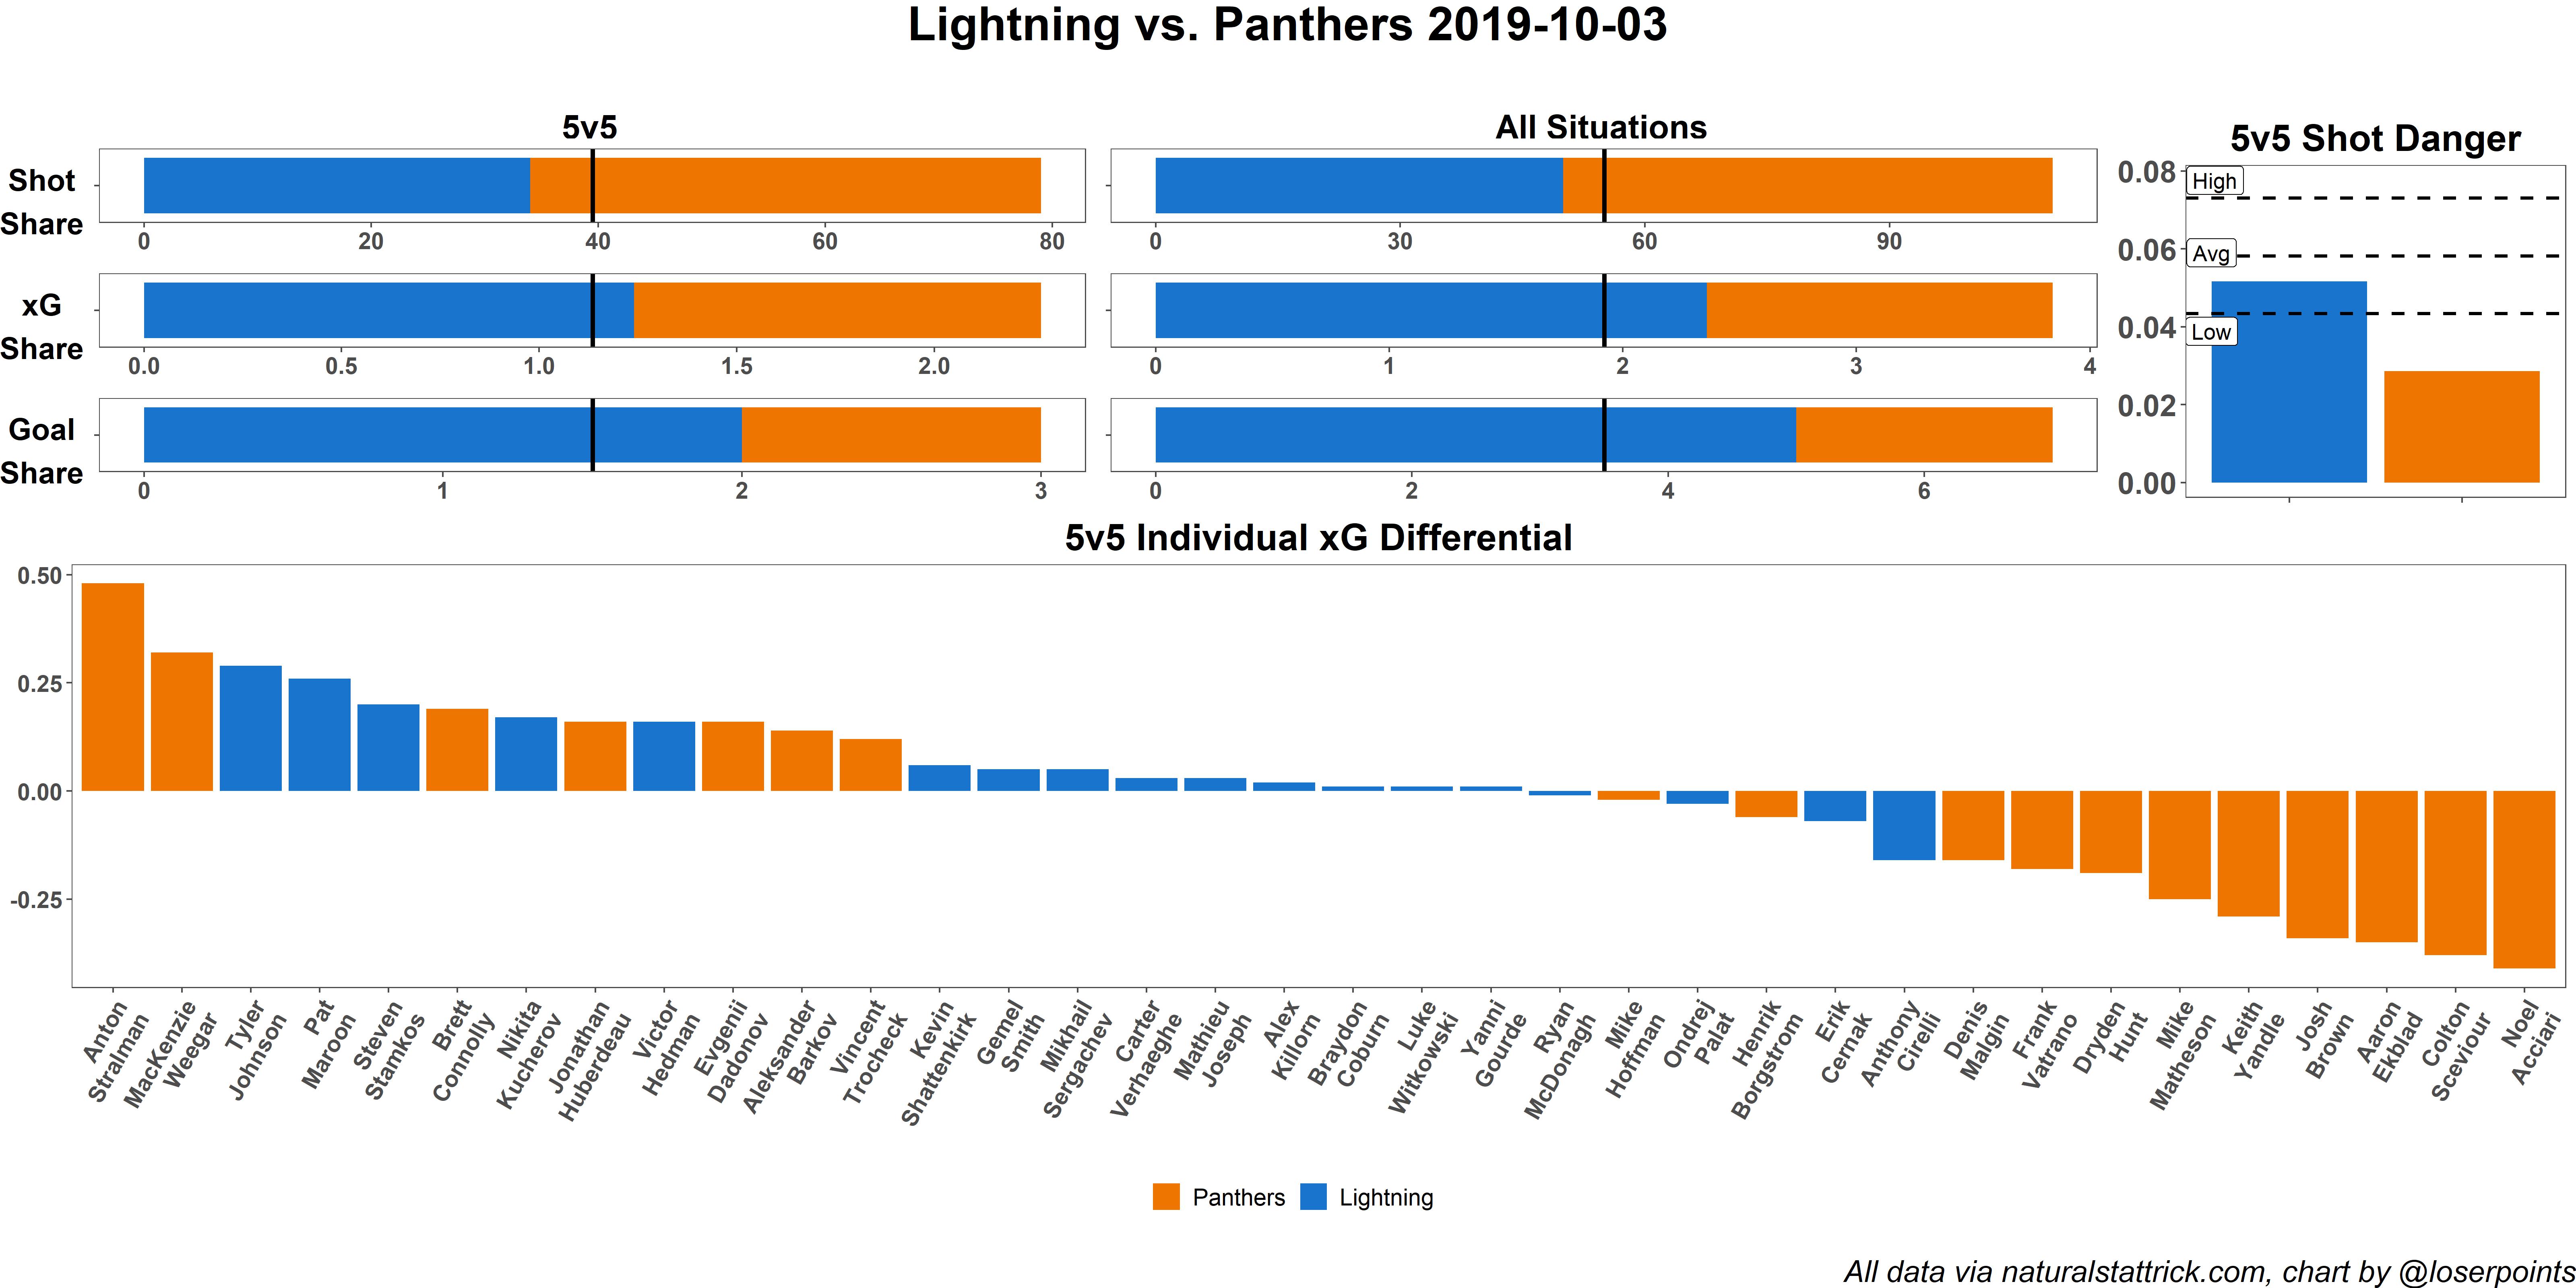 Lightning vs. Panthers 2019-10-03
5v5
All Situations
5v5 Shot Danger
Shot
Share
0 20 40 60 80
0 30 60 90
xG
Share
0.0 0.5 1.0 1.5 2.0
0 1 2 3 4
Goal
Share
0 1 2 3
0 2 4 6
0.08
0.06
0.04
0.02
0.00
High
Avg
Low
5v5 Individual xG Differential
0.50
0.25
0.00
-0.25
Anton
Stralman
MacKenzie
Weegar
Tyler
Johnson
Pat
Maroon
Steven
Stamkos
Brett
Connolly
Nikita
Kucherov
Jonathan
Huberdeau
Victor
Hedman
Evgenii
Dadonov
Aleksander
Barkov
Vincent
Trocheck
Kevin
Shattenkirk
Gemel
Smith
Mikhail
Sergachev
Carter
Verhaeghe
Mathieu
Joseph
Alex
Killorn
Braydon
Coburn
Luke
Witkowski
Yanni
Gourde
Ryan
McDonagh
Mike
Hoffman
Ondrej
Palat
Henrik
Borgstrom
Erik
Cernak
Anthony
Cirelli
Denis
Malgin
Frank
Vatrano
Dryden
Hunt
Mike
Matheson
Keith
Yandle
Josh
Brown
Aaron
Ekblad
Colton
Sceviour
Noel
Acciari
Panthers Lightning
All data via naturalstattrick.com, chart by @loserpoints